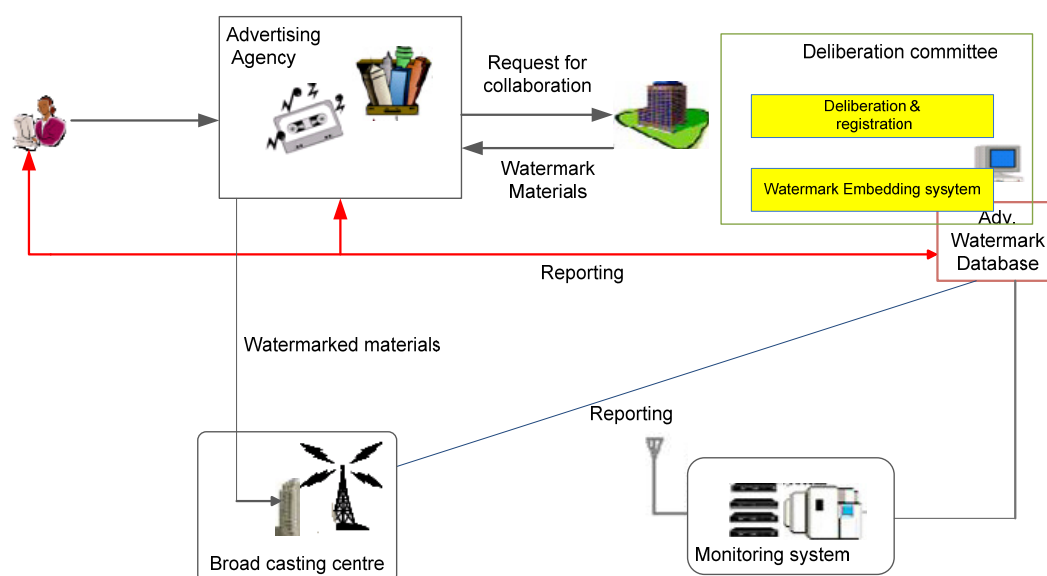 Advertising
Agency
Request for
collaboration
Watermark
Materials
Deliberation committee
Deliberation &
registration
Watermark Embedding sysytem
Adv.
Watermark
Database
Reporting
Watermarked materials
Reporting
Broad casting centre
Monitoring system